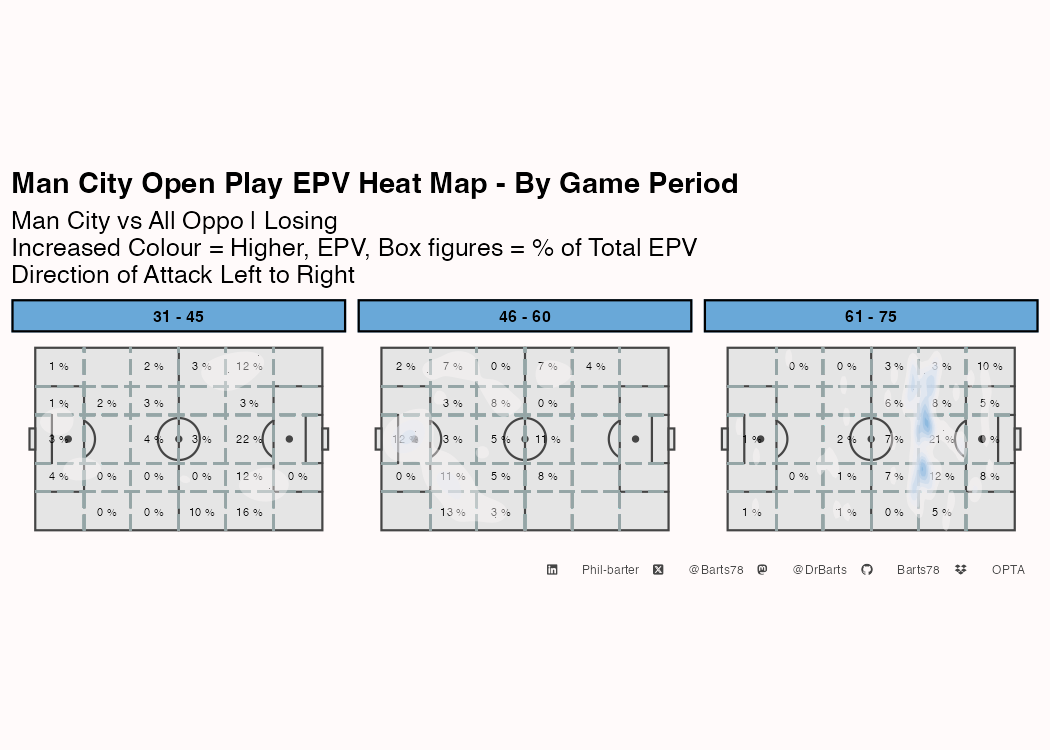 Man City Open Play EPV Heat Map - By Game Period
Man City vs All Oppo | Losing
Increased Colour = Higher, EPV, Box figures = % of Total EPV
Direction of Attack Left to Right
31 - 45
1 % 2 % 3 % 12 %
1 % 2 % 3 % 3 %
3 % 4 % 3 % 22 %
4 % 0 % 0 % 0 % 12 % 0 %
0 % 0 % 10 % 16 %
46 - 60
2 % 7 % 0 % 7 % 4 %
3 % 8 % 0 %
12 % 3 % 5 % 11 %
0 % 11 % 5 % 8 %
13 % 3 %
61 - 75
0 % 0 % 3 % 3 % 10 %
6 % 8 % 5 %
1 % 2 % 7 % 21 %
0 % 1 % 7 % 12 % 8 %
1 % 1 % 0 % 5 %
Phil-barter @Barts78 @DrBarts Barts78 OPTA